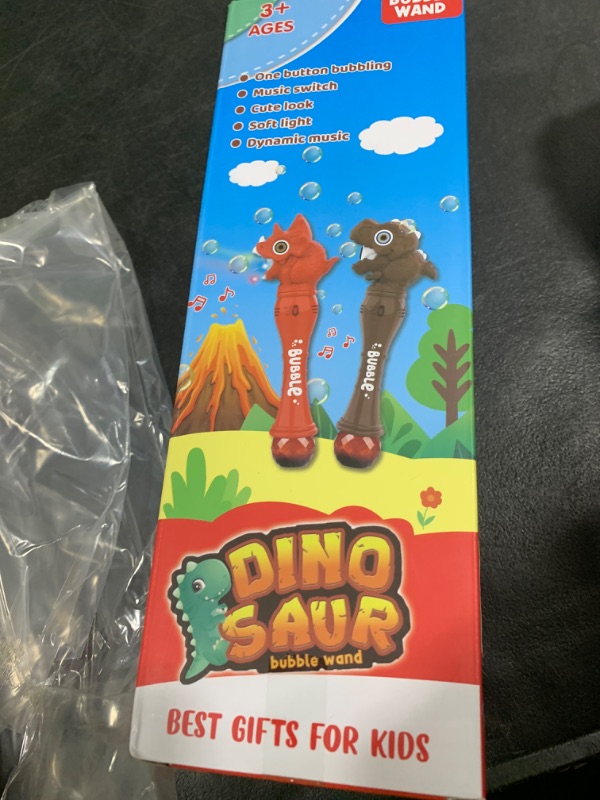 3+
AGES
BUBBLE
WAND
One button bubbling
Music switch
Cute look
Soft light
Dynamic music
BUBBLE
BUBBLE
DINO
SAUR
bubble wand
BEST GIFTS FOR KIDS